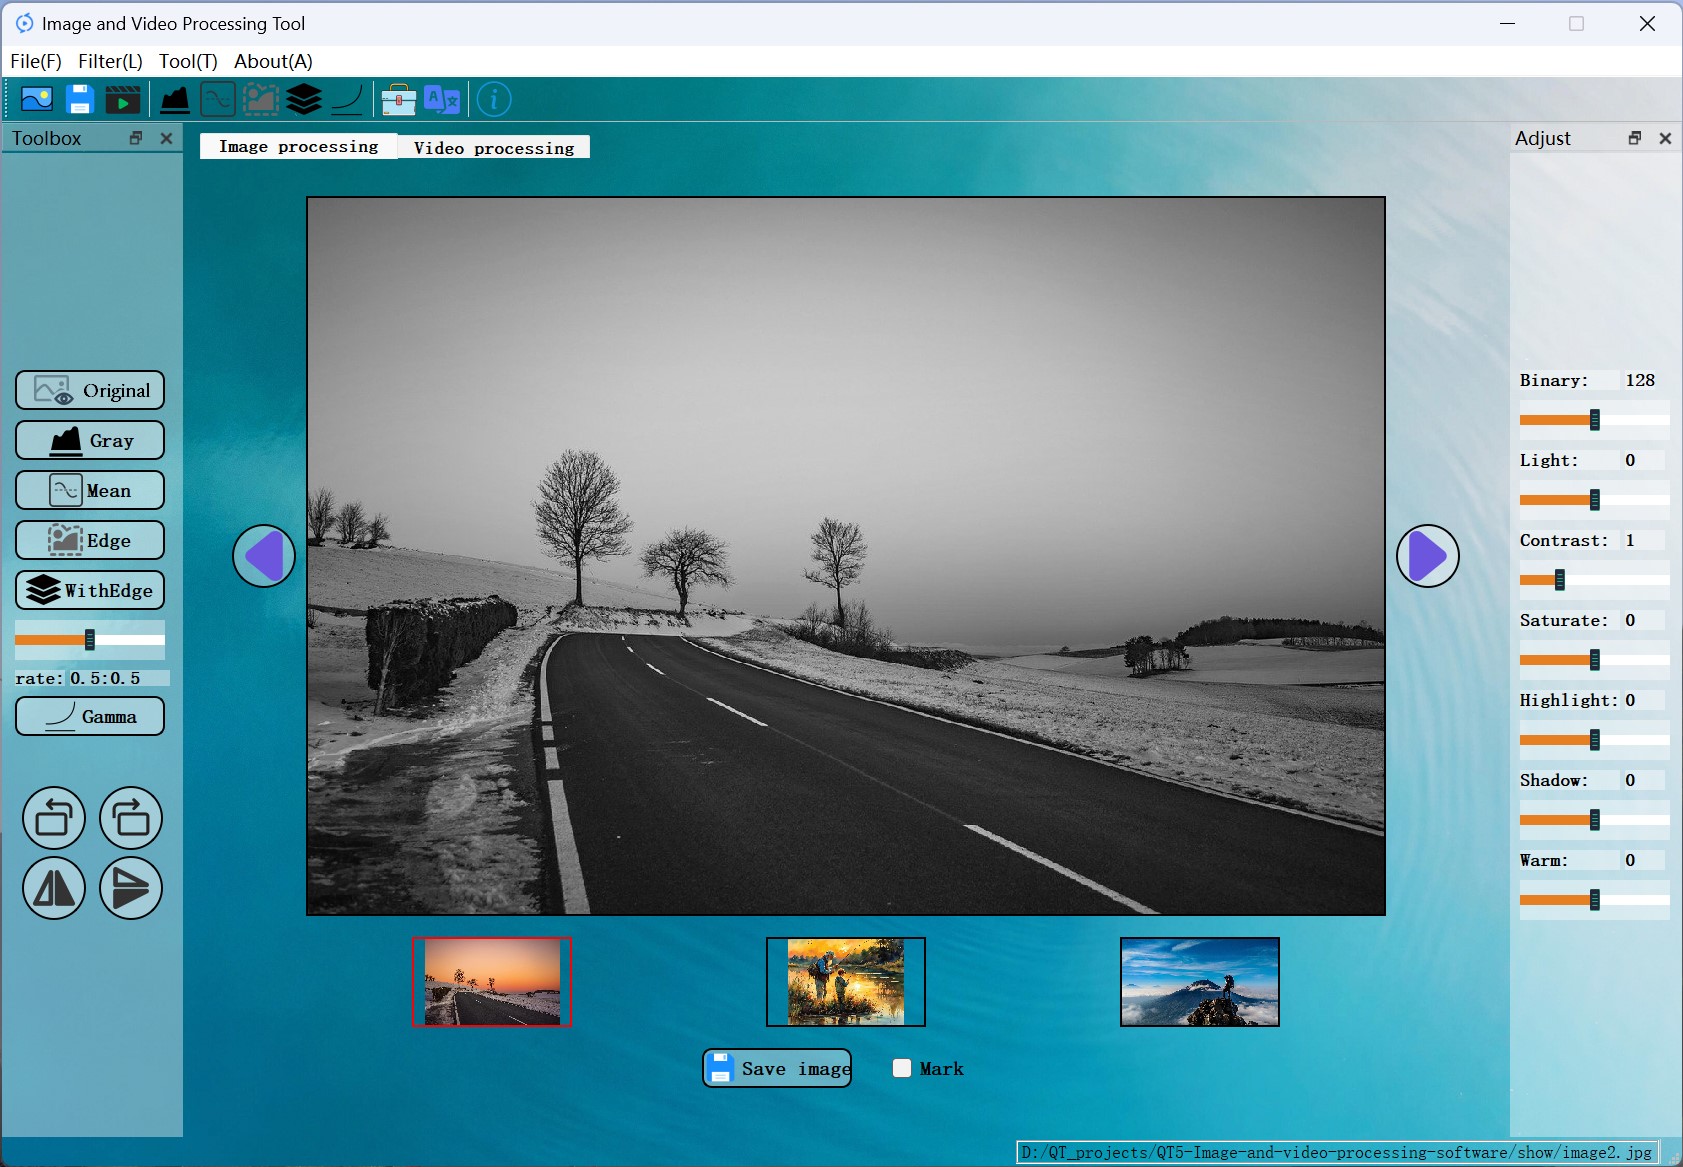 Image and Video Processing Tool
File(F) Filter(L) Tool(T) About(A)
Toolbox
Image processing Video processing
Adjust
Original
Gray
Mean
Edge
WithEdge
rate: 0.5:0.5
Gamma
Binary: 128
Light: 0
Contrast: 1
Saturate: 0
Highlight: 0
Shadow: 0
Warm: 0
Save image
Mark
D:/QT_projects/QT5-Image-and-video-processing-software/show/image2.jpg